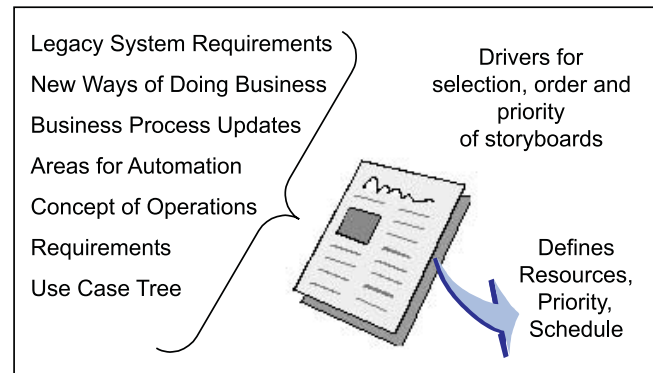 Legacy System Requirements
New Ways of Doing Business
Business Process Updates
Areas for Automation
Concept of Operations
Requirements
Use Case Tree
Drivers for
selection, order and
priority
of storyboards
Defines
Resources,
Priority,
Schedule